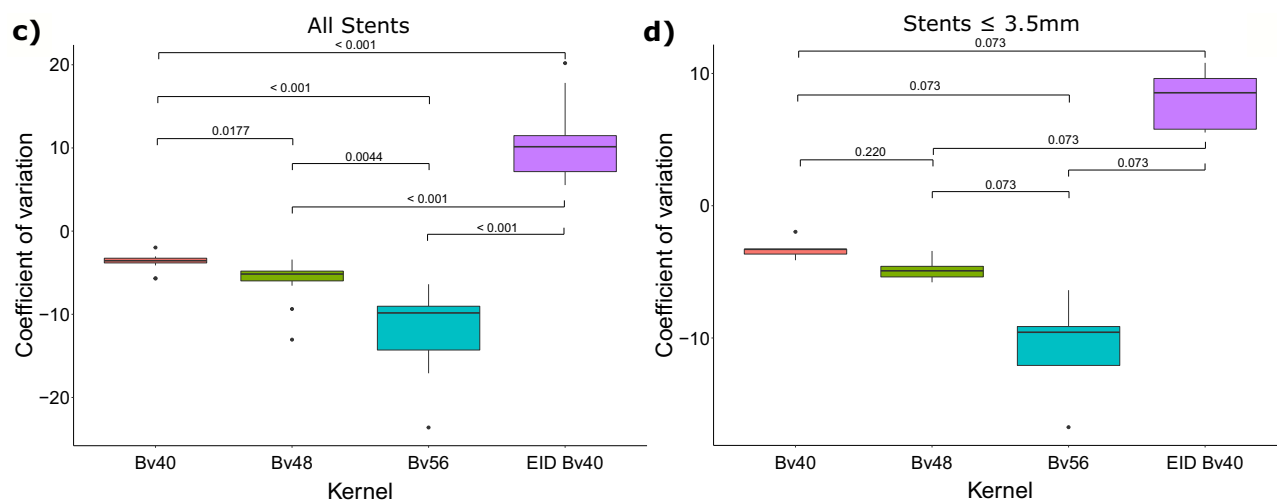 c)
All Stents
< 0.001
< 0.001
0.0177
0.0044
< 0.001
< 0.001
20
10
0
−10
−20
Coefficient of variation
Bv40 Bv48 Bv56 EID Bv40
Kernel
d)
Stents ≤ 3.5mm
0.073
0.073
0.073
0.220
0.073
0.073
10
0
−10
Coefficient of variation
Bv40 Bv48 Bv56 EID Bv40
Kernel